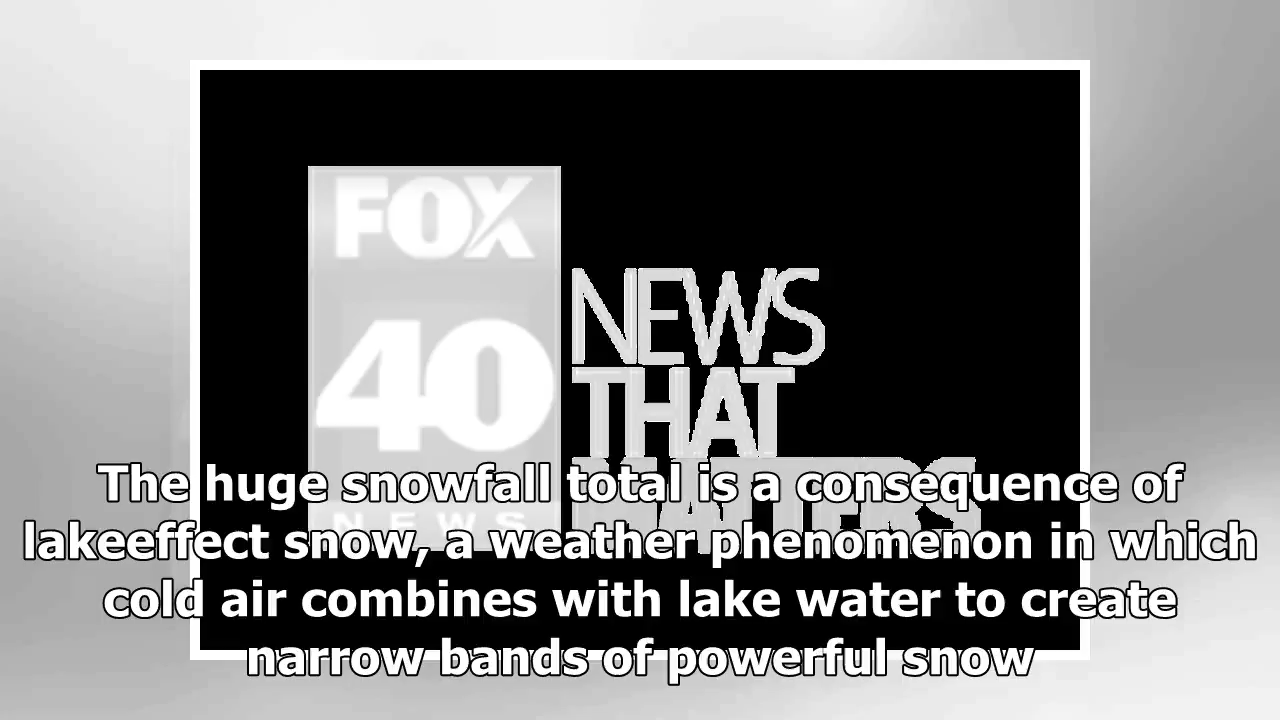 FOX
40
NEWS
NEWS
THAT
MATTERS
The huge snowfall total is a consequence of
lakeeffect snow, a weather phenomenon in which
cold air combines with lake water to create
narrow bands of powerful snow